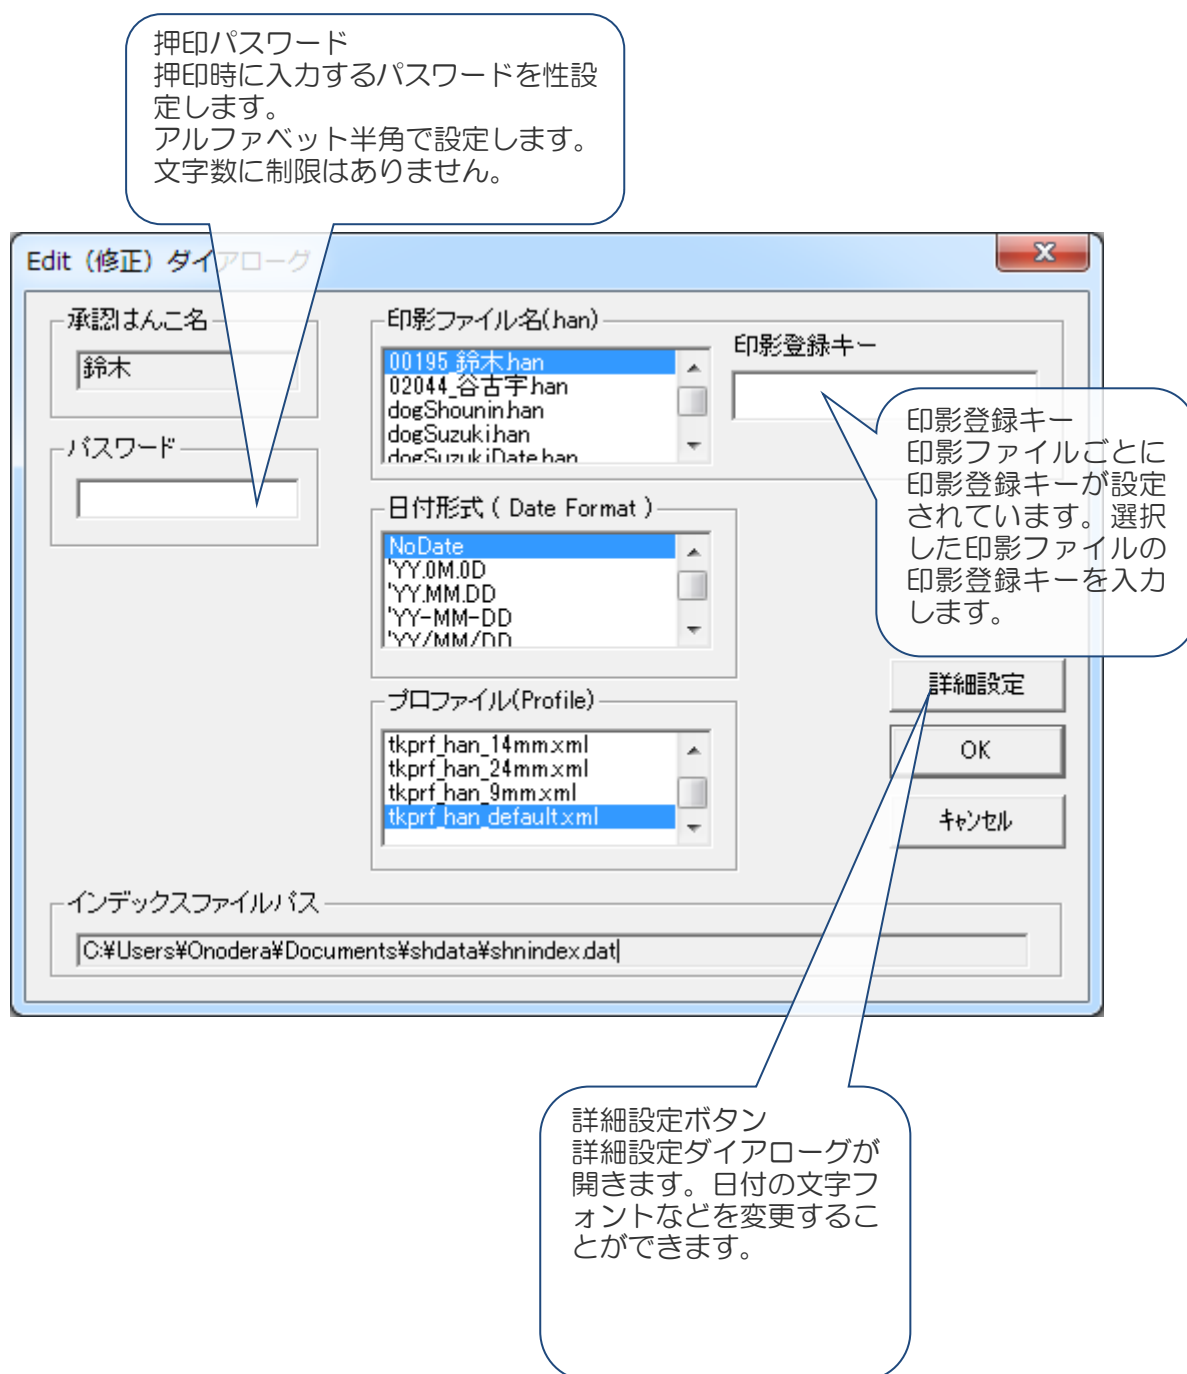 押印パスワード
押印時に入力するパスワードを性設
定します。
アルファベット半角で設定します。
文字数に制限はありません。
Edit（修正）ダイアローグ
承認はんこ名
鈴木
パスワード
印影ファイル名(.han)
00195_鈴木.han
02044_谷古宇.han
dogShounin.han
dogSuzuki.han
dogSuzukiDate.han
印影登録キー
印影登録キー
印影ファイルごとに
印影登録キーが設定
されています。選択
した印影ファイルの
印影登録キーを入力
します。
日付形式 ( Date Format )
NoDate
'YY.0M.0D
'YY.MM.DD
'YY-MM-DD
'YY/MM/DD
プロファイル(Profile)
tkprf_han_14mm.xml
tkprf_han_24mm.xml
tkprf_han_9mm.xml
tkprf_han_default.xml
詳細設定
OK
ｷｬﾝｾﾙ
インデックスファイルパス
C:¥Users¥Onodera¥Documents¥shdata¥shnindex.dat
詳細設定ボタン
詳細設定ダイアローグが
開きます。日付の文字フ
ォントなどを変更するこ
とができます。